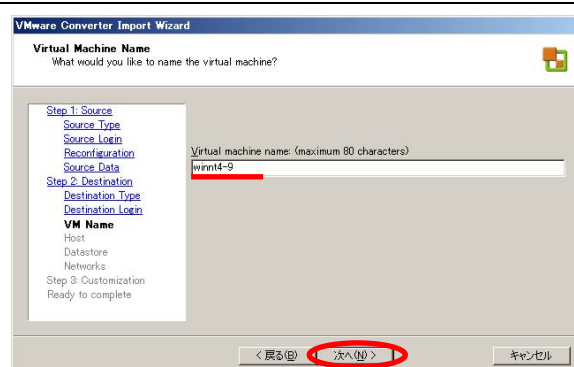 VMware Converter Import Wizard
Virtual Machine Name
What would you like to name the virtual machine?
Step 1: Source
Source Type
Source Login
Reconfiguration
Source Data
Step 2: Destination
Destination Type
Destination Login
VM Name
Host
Datastore
Networks
Step 3: Customization
Ready to complete
Virtual machine name: (maximum 80 characters)
winnt4-9
< 戻る(B) 次へ(N) > キャンセル